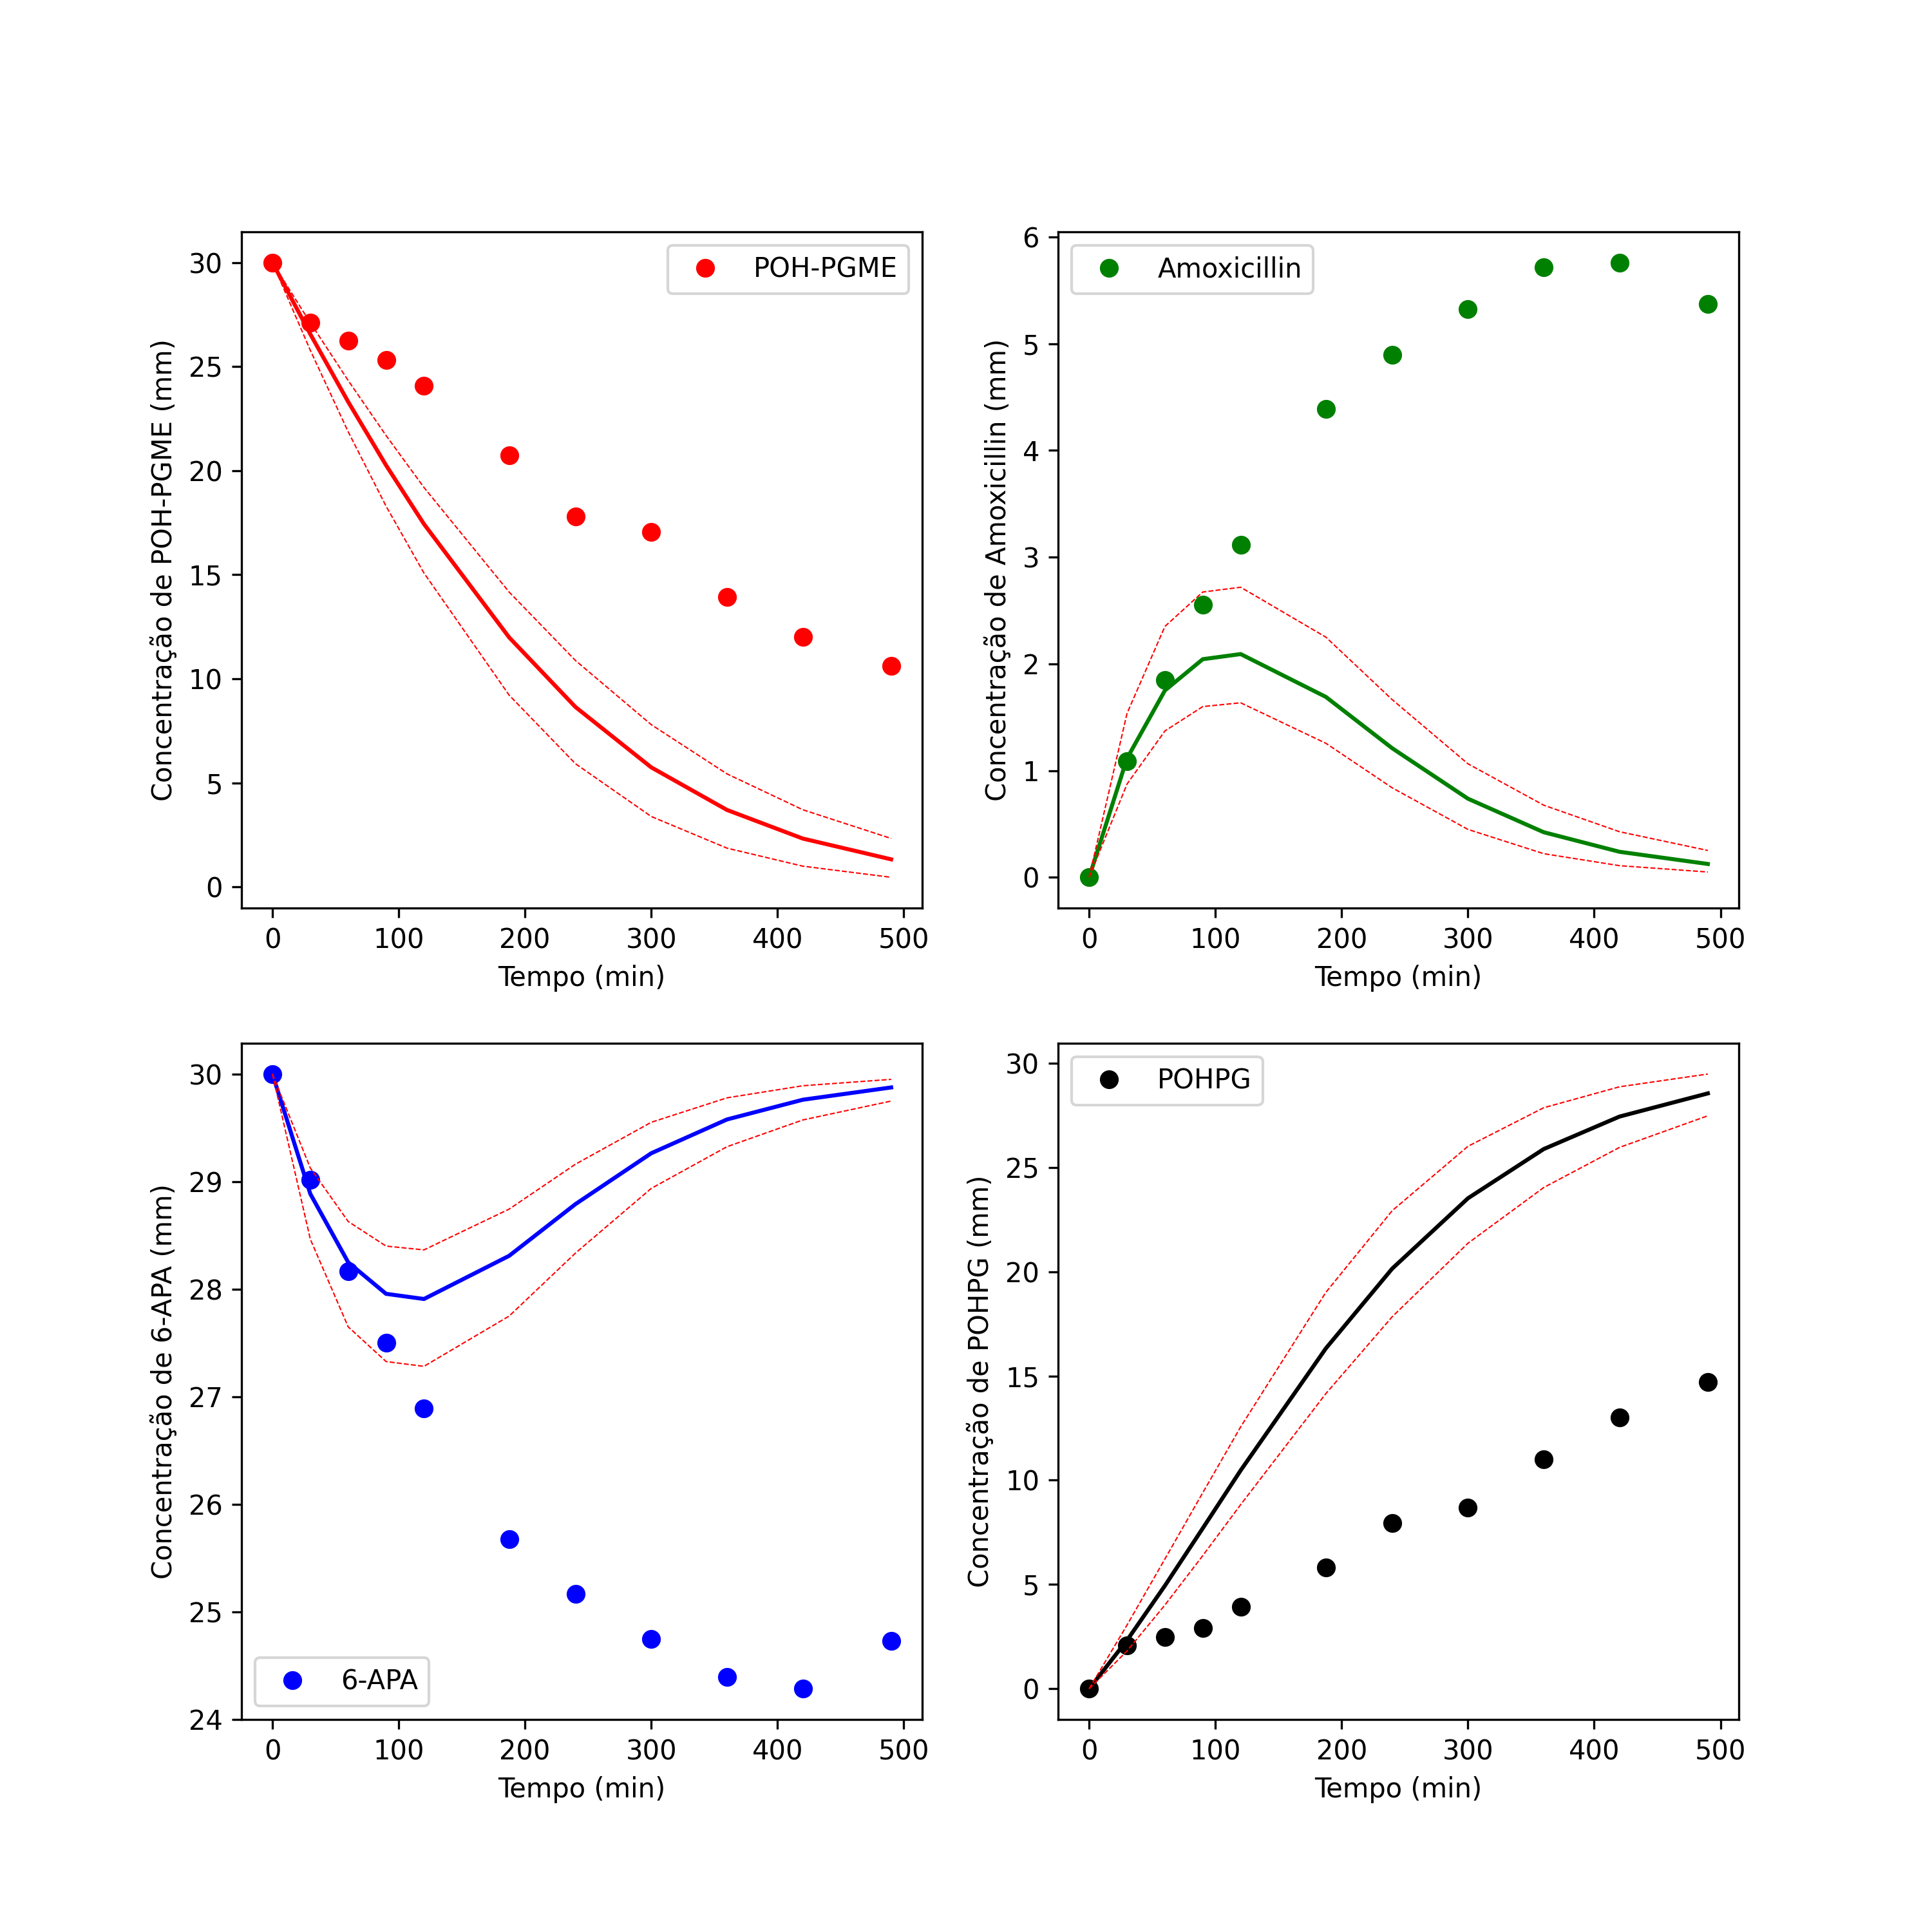 POH-PGME
Concentração de POH-PGME (mm)
30
25
20
15
10
5
0
0 100 200 300 400 500
Tempo (min)
Amoxicillin
Concentração de Amoxicillin (mm)
6
5
4
3
2
1
0
0 100 200 300 400 500
Tempo (min)
6-APA
Concentração de 6-APA (mm)
30
29
28
27
26
25
24
0 100 200 300 400 500
Tempo (min)
POHPG
Concentração de POHPG (mm)
30
25
20
15
10
5
0
0 100 200 300 400 500
Tempo (min)